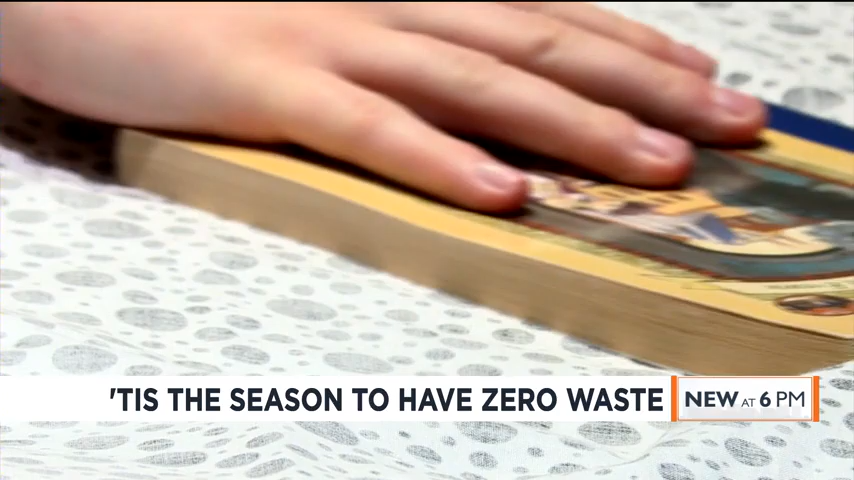 'TIS THE SEASON TO HAVE ZERO WASTE
NEW AT 6 PM